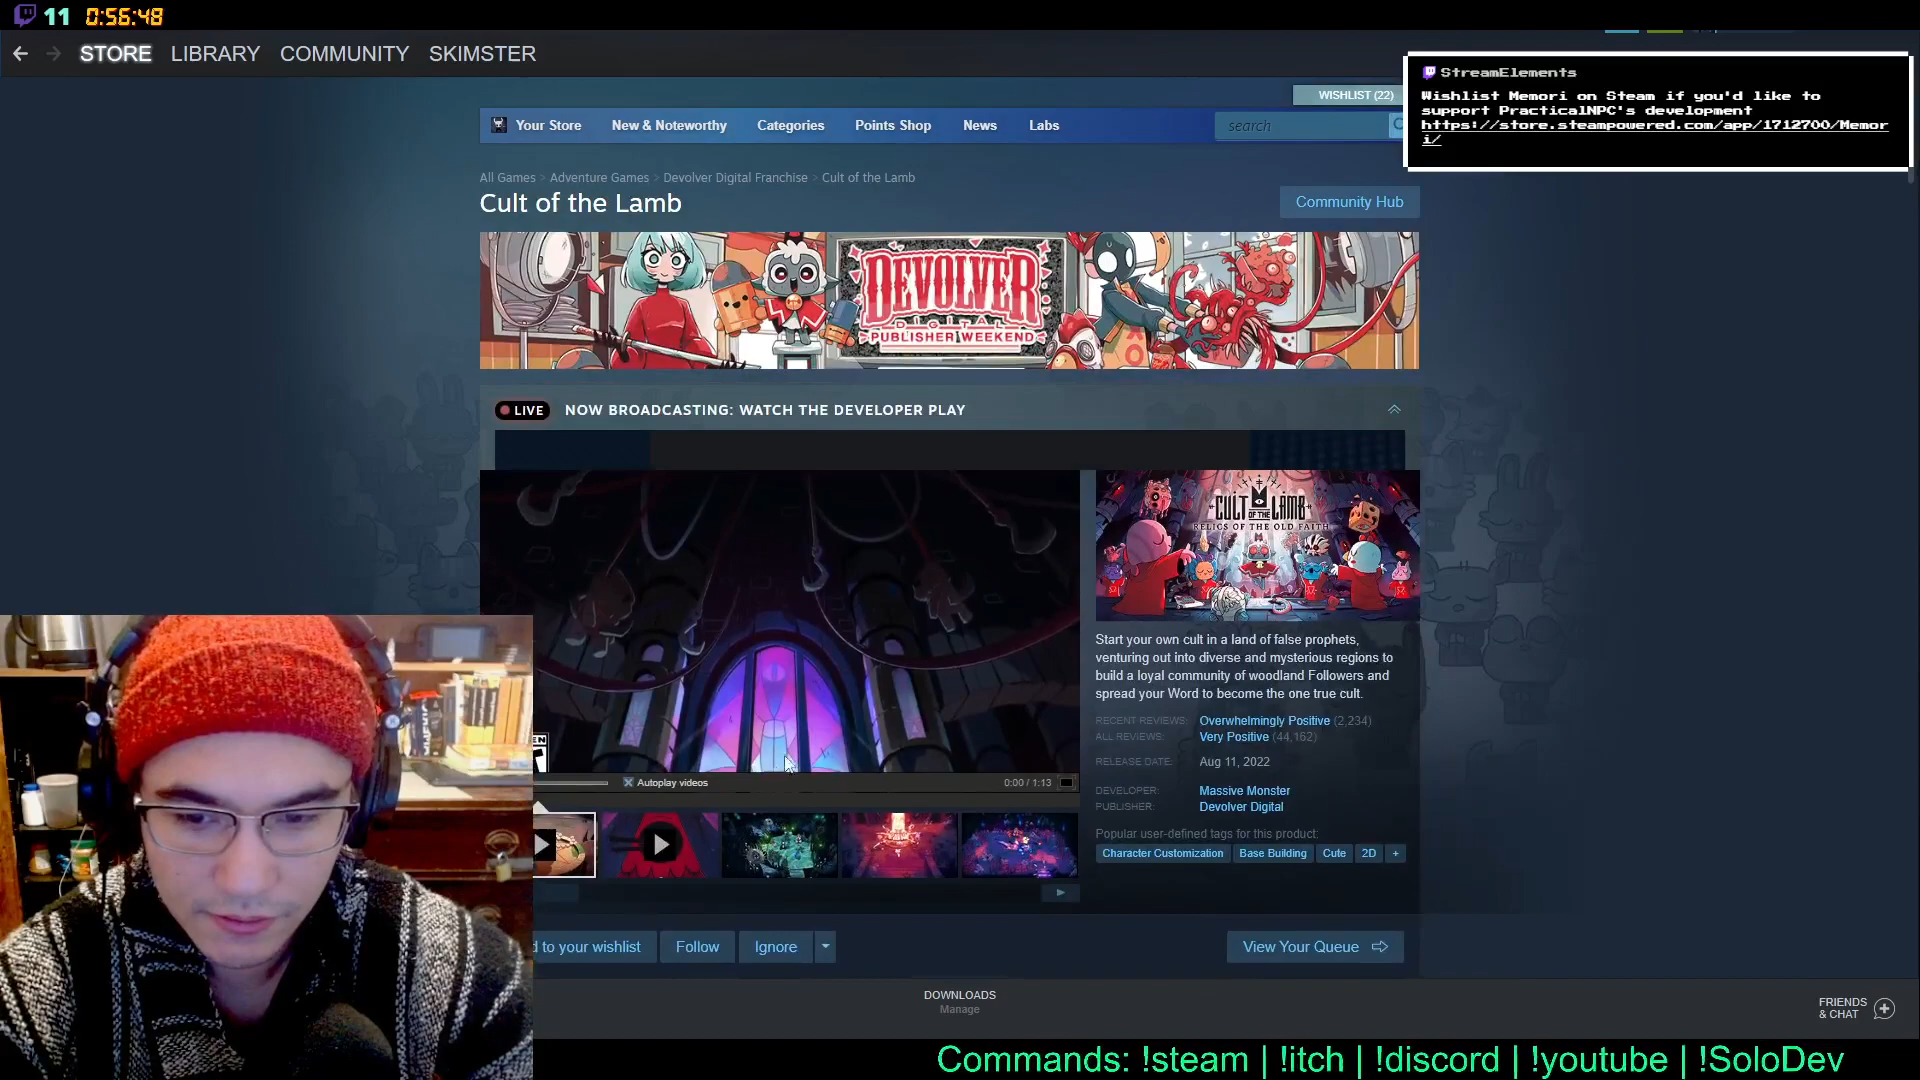 11 0:56:48
STORE LIBRARY COMMUNITY SKIMSTER
StreamElements
Wishlist Memori on Steam if you'd like to
support PracticalNPC's development
https://store.steampowered.com/app/1712700/Memor
i/
WISHLIST (22)
Your Store New & Noteworthy Categories Points Shop News Labs search
All Games > Adventure Games > Devolver Digital Franchise > Cult of the Lamb
Cult of the Lamb
Community Hub
DEVOLVER
DIGITAL
PUBLISHER WEEKEND
LIVE NOW BROADCASTING: WATCH THE DEVELOPER PLAY
CULT OF THE LAMB
RELICS OF THE OLD FAITH
Start your own cult in a land of false prophets,
venturing out into diverse and mysterious regions to
build a loyal community of woodland Followers and
spread your Word to become the one true cult.
RECENT REVIEWS: Overwhelmingly Positive (2,234)
ALL REVIEWS: Very Positive (44,162)
RELEASE DATE: Aug 11, 2022
DEVELOPER: Massive Monster
PUBLISHER: Devolver Digital
Popular user-defined tags for this product:
Character Customization Base Building Cute 2D +
Autoplay videos 0:00 / 1:13
d to your wishlist Follow Ignore View Your Queue
DOWNLOADS
Manage
FRIENDS
& CHAT
Commands: !steam | !itch | !discord | !youtube | !SoloDev